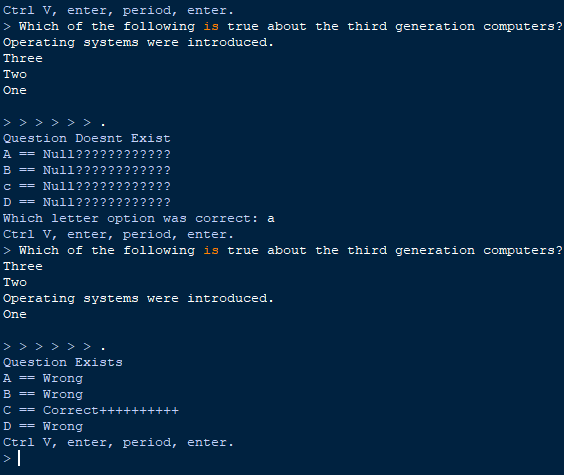 Ctrl V, enter, period, enter.
> Which of the following is true about the third generation computers?
Operating systems were introduced.
Three
Two
One
> > > > > > .
Question Doesnt Exist
A == Null????????????
B == Null????????????
c == Null????????????
D == Null????????????
Which letter option was correct: a
Ctrl V, enter, period, enter.
> Which of the following is true about the third generation computers?
Three
Two
Operating systems were introduced.
One
> > > > > > .
Question Exists
A == Wrong
B == Wrong
C == Correct++++++++++
D == Wrong
Ctrl V, enter, period, enter.
>